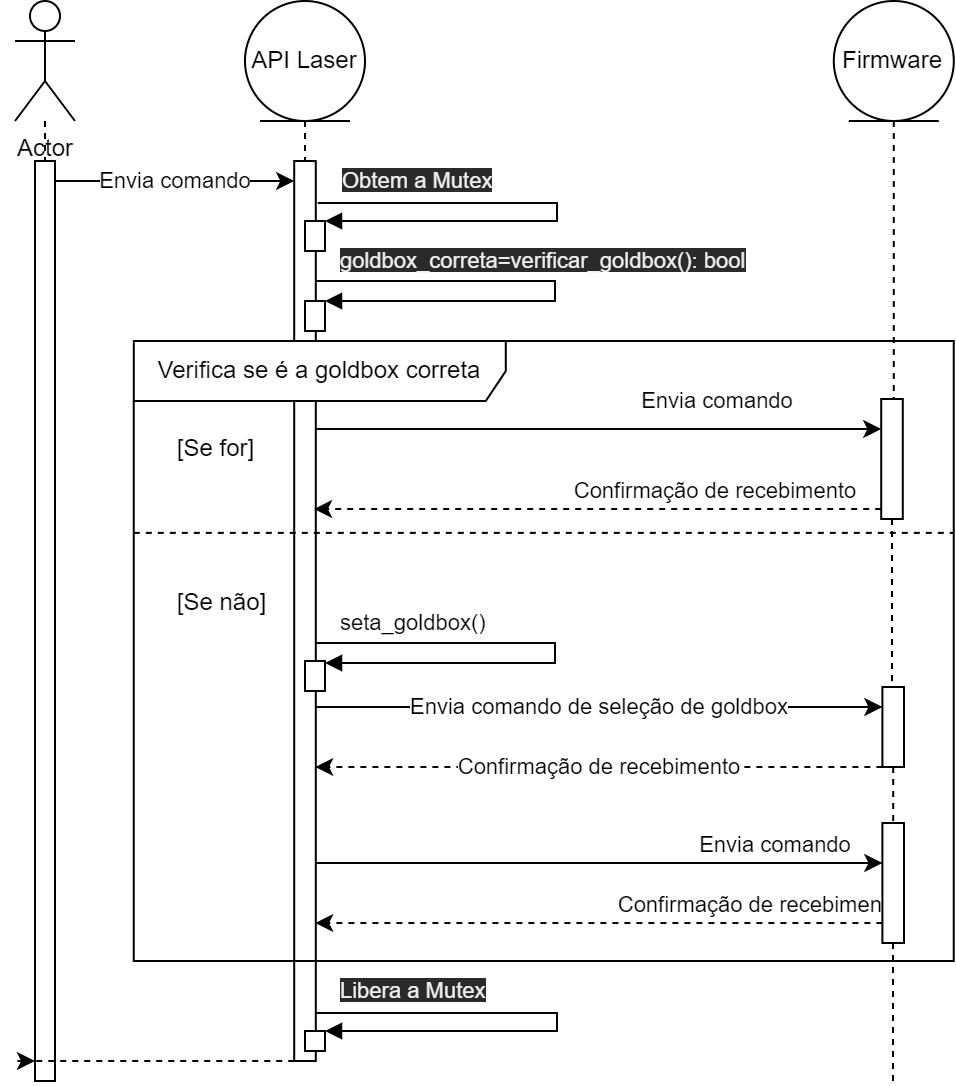 API Laser
Firmware
Actor
Envia comando
Obtem a Mutex
goldbox_correta=verificar_goldbox(): bool
Verifica se é a goldbox correta
Envia comando
[Se for]
Confirmação de recebimento
[Se não]
seta_goldbox()
Envia comando de seleção de goldbox
Confirmação de recebimento
Envia comando
Confirmação de recebimen
Libera a Mutex